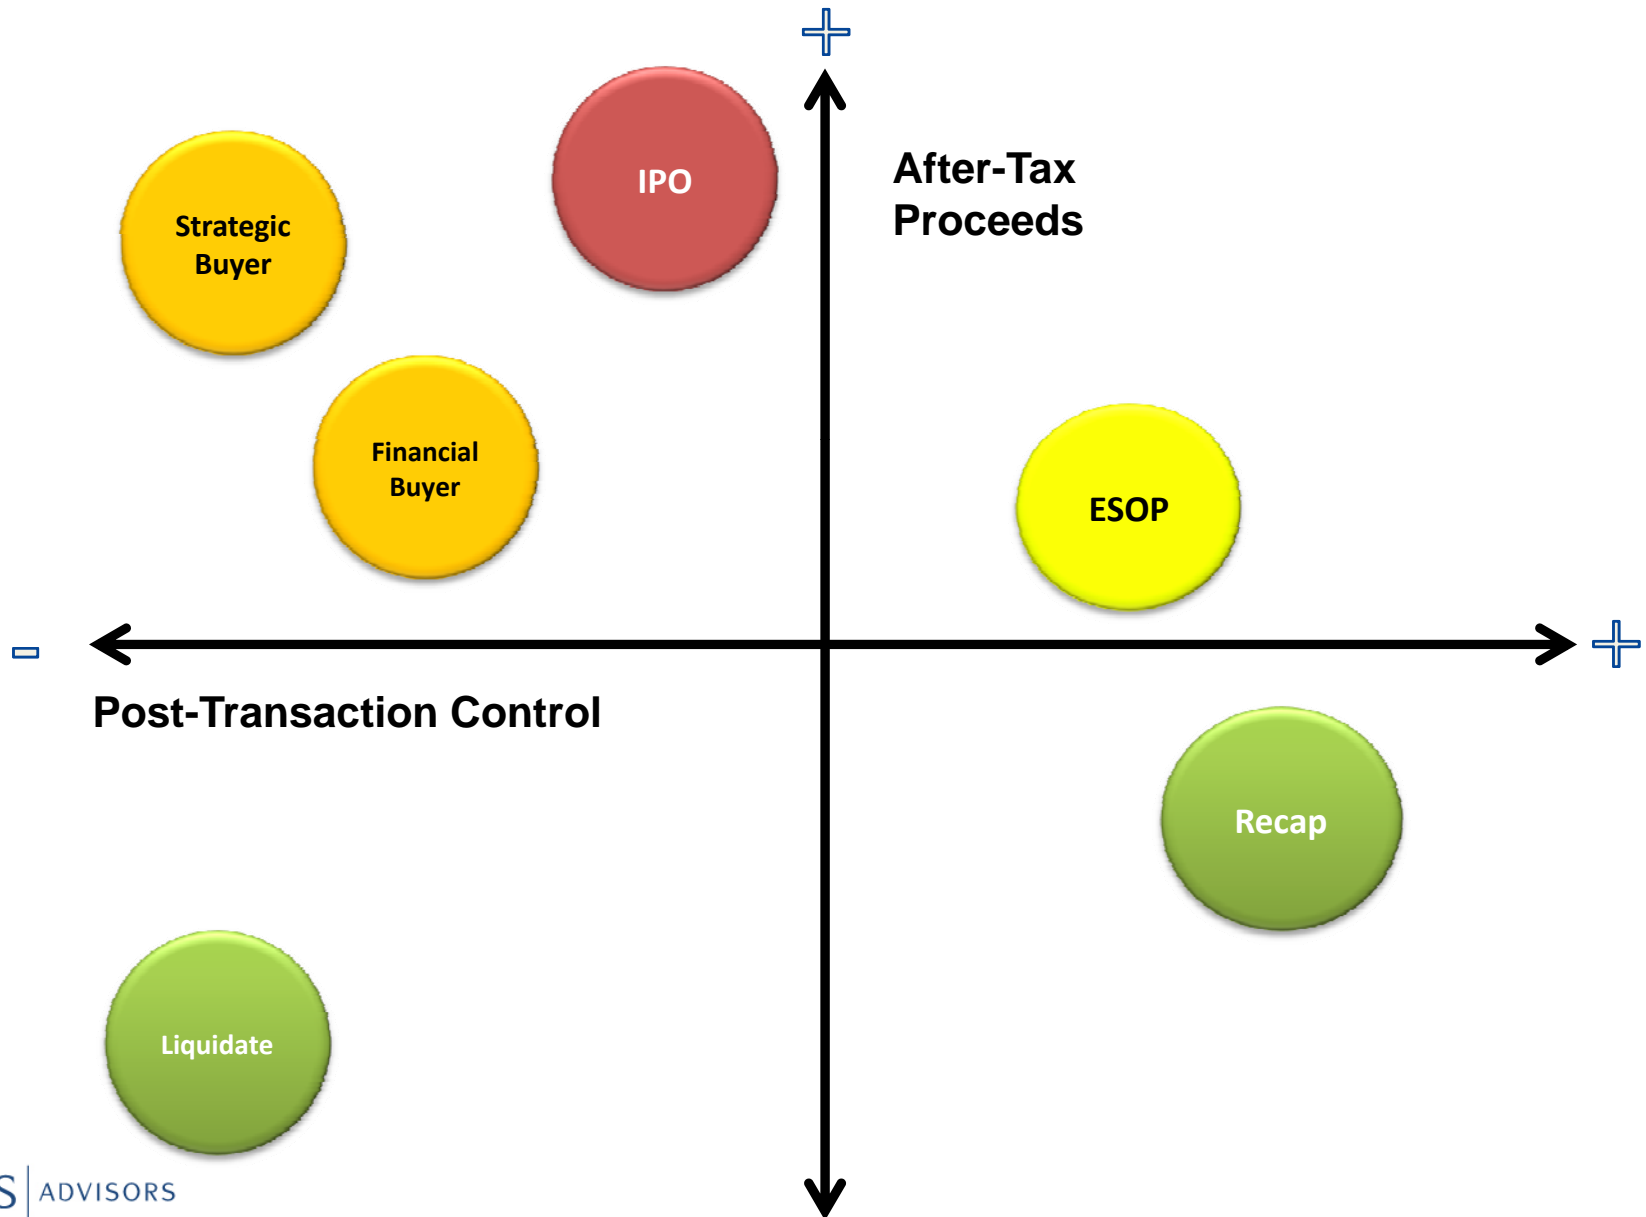 +
IPO
After-Tax
Proceeds
Strategic
Buyer
Financial
Buyer
ESOP
-
+
Post-Transaction Control
Recap
Liquidate
S | ADVISORS